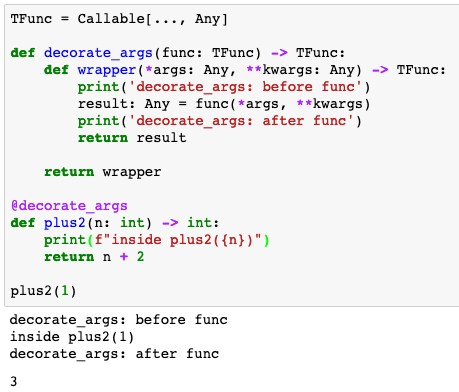 TFunc = Callable[..., Any]
def decorate_args(func: TFunc) -> TFunc:
    def wrapper(*args: Any, **kwargs: Any) -> TFunc:
        print('decorate_args: before func')
        result: Any = func(*args, **kwargs)
        print('decorate_args: after func')
        return result
    return wrapper
@decorate_args
def plus2(n: int) -> int:
    print(f"inside plus2({n})")
    return n + 2
plus2(1)
decorate_args: before func
inside plus2(1)
decorate_args: after func
3